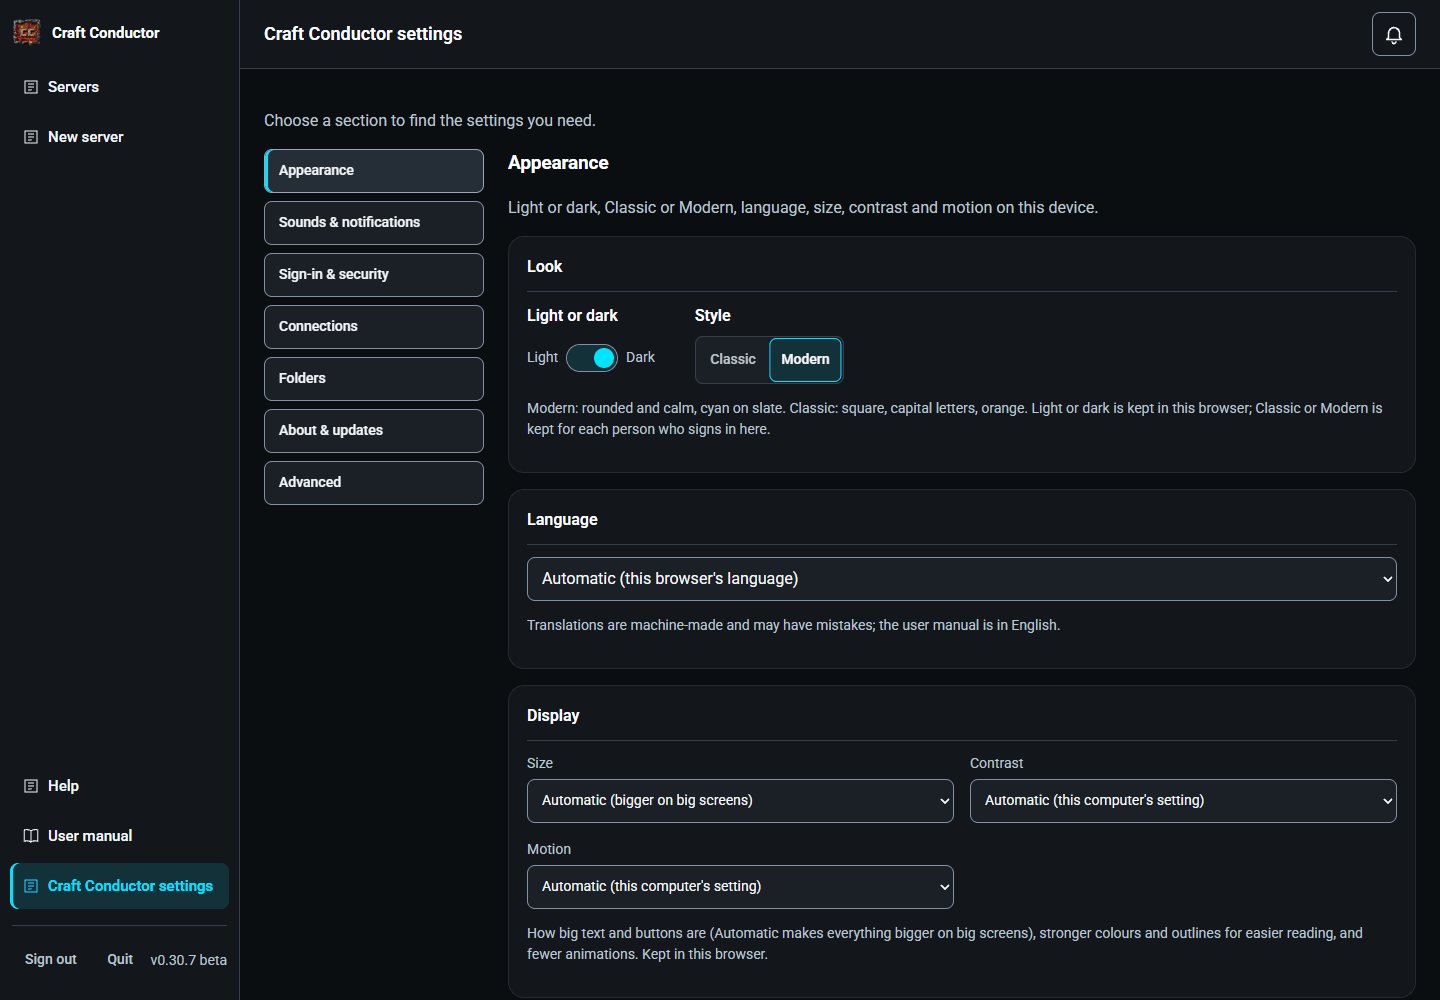 Craft Conductor
Servers
New server
Help
User manual
Craft Conductor settings
Sign out
Quit
v0.30.7 beta
Craft Conductor settings
Choose a section to find the settings you need.
Appearance
Sounds & notifications
Sign-in & security
Connections
Folders
About & updates
Advanced
Appearance
Light or dark, Classic or Modern, language, size, contrast and motion on this device.
Look
Light or dark
Light
Dark
Style
Classic
Modern
Modern: rounded and calm, cyan on slate. Classic: square, capital letters, orange. Light or dark is kept in this browser; Classic or Modern is
kept for each person who signs in here.
Language
Automatic (this browser's language)
Translations are machine-made and may have mistakes; the user manual is in English.
Display
Size
Automatic (bigger on big screens)
Contrast
Automatic (this computer's setting)
Motion
Automatic (this computer's setting)
How big text and buttons are (Automatic makes everything bigger on big screens), stronger colours and outlines for easier reading, and
fewer animations. Kept in this browser.